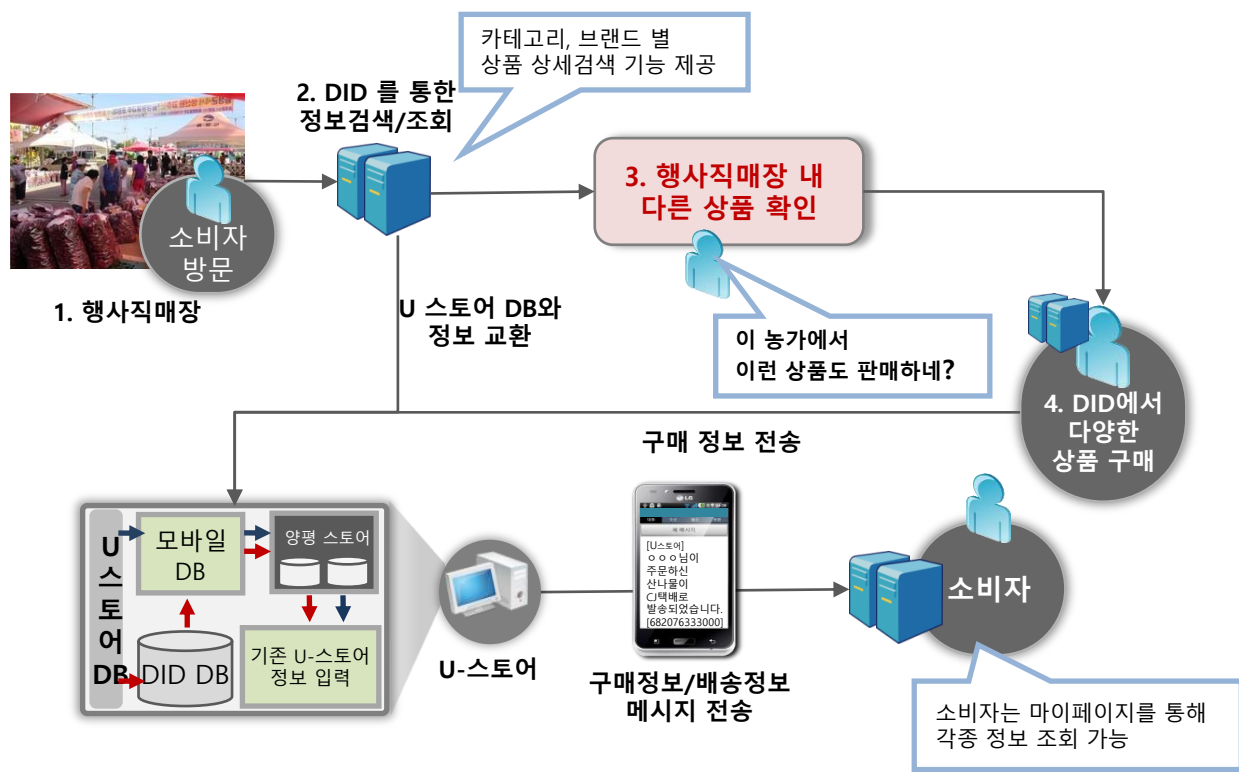 카테고리, 브랜드 별
상품 상세검색 기능 제공
2. DID 를 통한
정보검색/조회
3. 행사직매장 내
다른 상품 확인
소비자
방문
1. 행사직매장
U 스토어 DB와
정보 교환
이 농가에서
이런 상품도 판매하네?
4. DID에서
다양한
상품 구매
구매 정보 전송
U
스
토
어
DB
모바일
DB
양평 스토어
DID DB
기존 U-스토어
정보 입력
U-스토어
LG
새 메시지
[U스토어]
ㅇㅇㅇ님이
주문하신
산나물이
CJ택배로
발송되었습니다.
[682076333000]
구매정보/배송정보
메시지 전송
소비자
소비자는 마이페이지를 통해
각종 정보 조회 가능